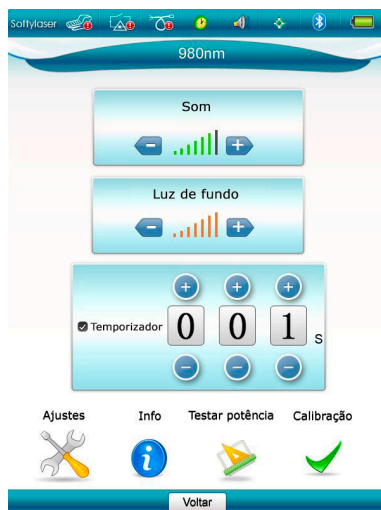 Softylaser
980nm
Som
Luz de fundo
Temporizador 0 0 1 S
Ajustes Info Testar potência Calibração
Voltar